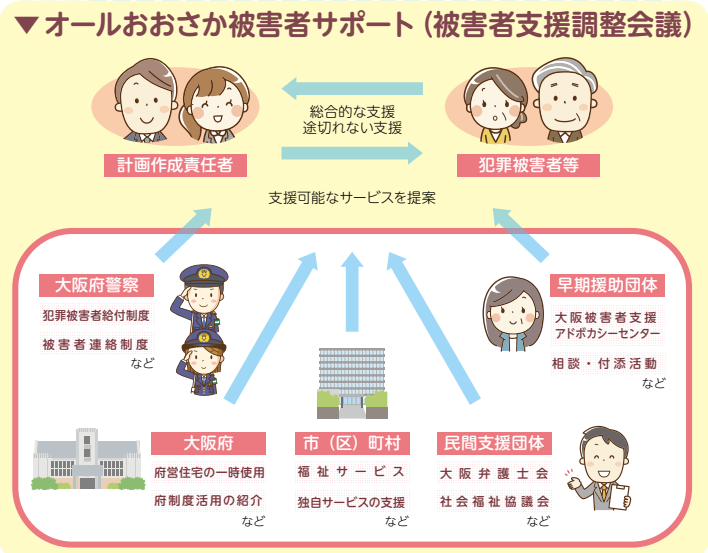 ▼オールおおさか被害者サポート（被害者支援調整会議）
総合的な支援
途切れない支援
計画作成責任者
犯罪被害者等
支援可能なサービスを提案
大阪府警察
犯罪被害者給付制度
被害者連絡制度
など
早期援助団体
大阪被害者支援
アドボカシーセンター
相談・付添活動
など
大阪府
府営住宅の一時使用
府制度活用の紹介
など
市（区）町村
福祉サービス
独自サービスの支援
など
民間支援団体
大阪弁護士会
社会福祉協議会
など